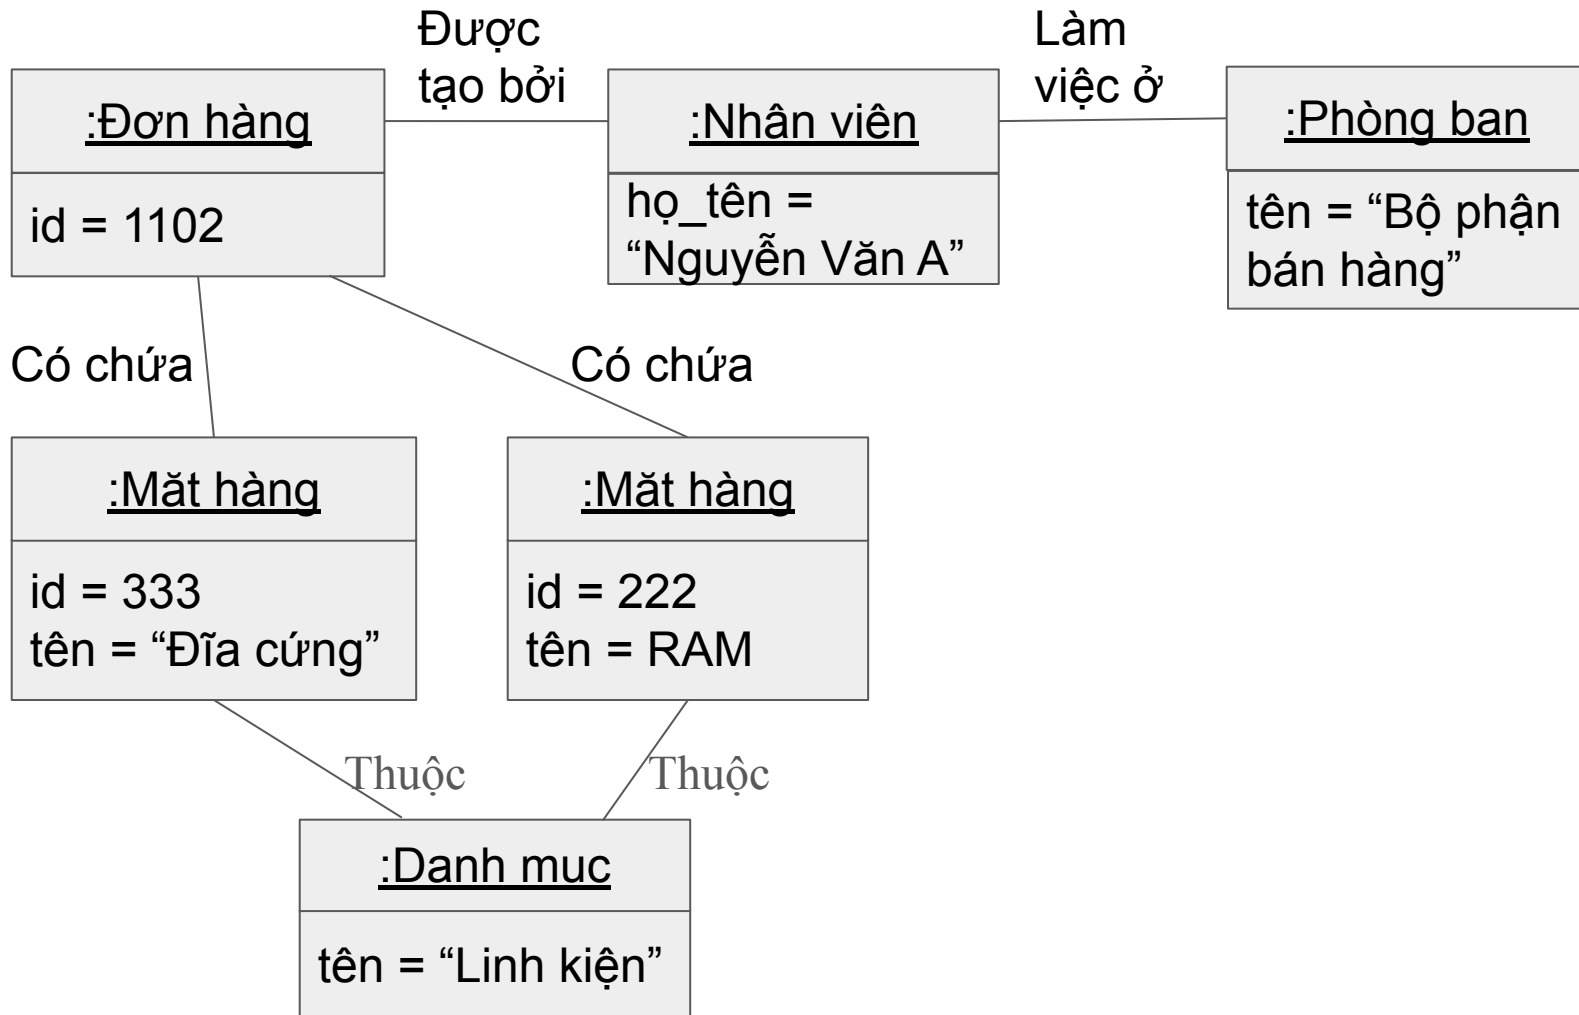 Được
tạo bởi
Làm
việc ở
:Đơn hàng
id = 1102
:Nhân viên
họ_tên =
“Nguyễn Văn A”
:Phòng ban
tên = “Bộ phận
bán hàng”
Có chứa
Có chứa
:Mặt hàng
id = 333
tên = “Đĩa cứng”
:Mặt hàng
id = 222
tên = RAM
Thuộc
Thuộc
:Danh mục
tên = “Linh kiện”